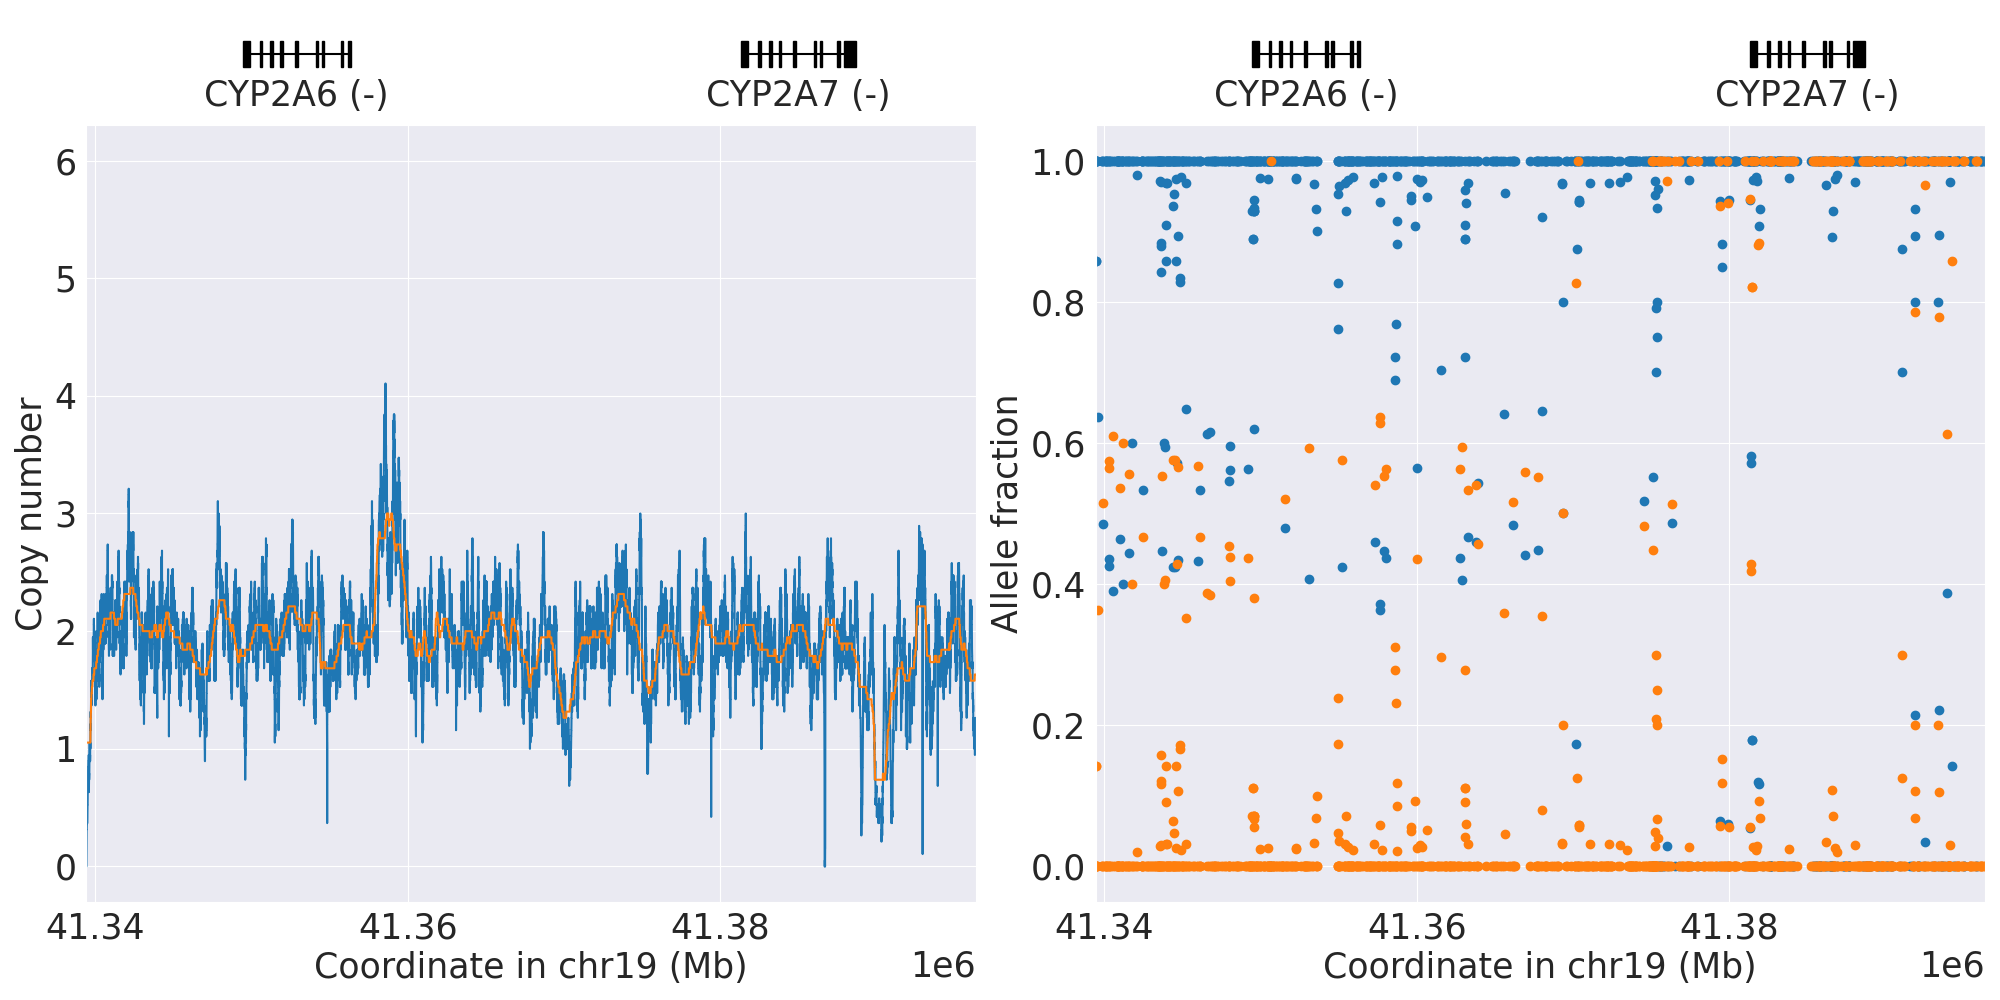 CYP2A6 (-)
CYP2A7 (-)
6
5
4
3
2
1
0
Copy number
41.34
41.36
41.38
Coordinate in chr19 (Mb)
1e6
CYP2A6 (-)
CYP2A7 (-)
1.0
0.8
0.6
0.4
0.2
0.0
Allele fraction
41.34
41.36
41.38
Coordinate in chr19 (Mb)
1e6